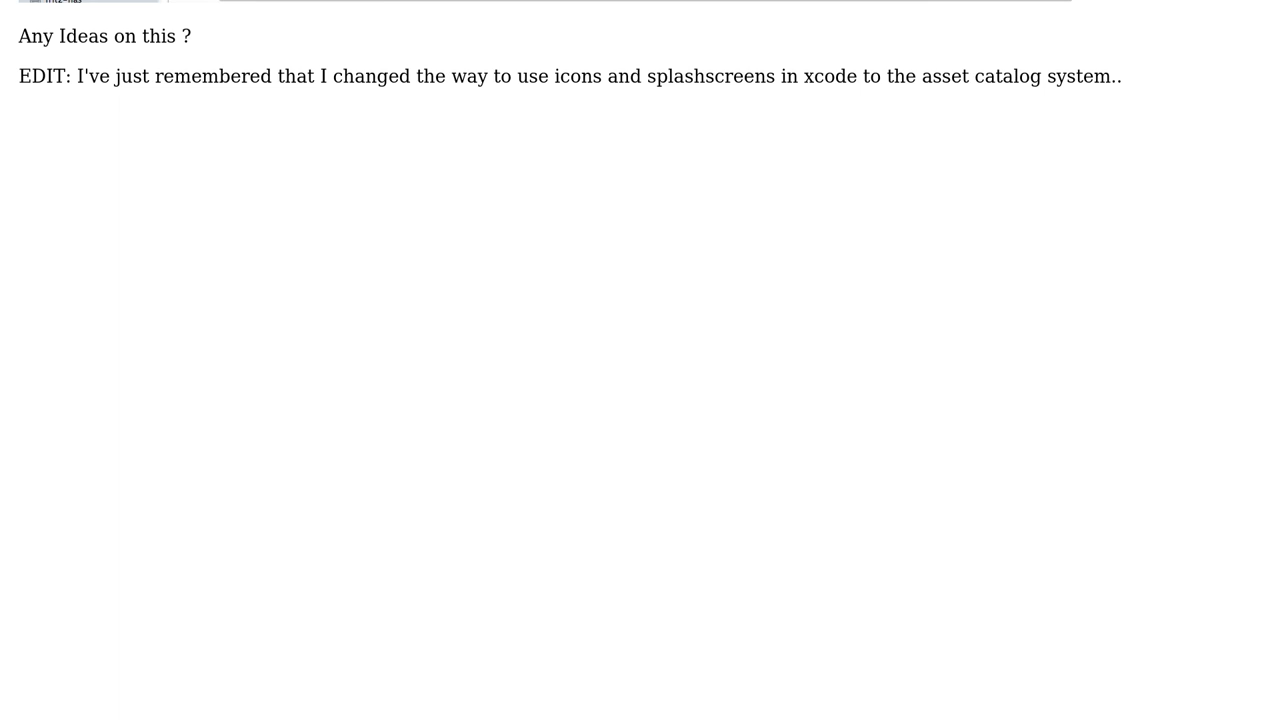 Any Ideas on this ?
EDIT: I've just remembered that I changed the way to use icons and splashscreens in xcode to the asset catalog system..